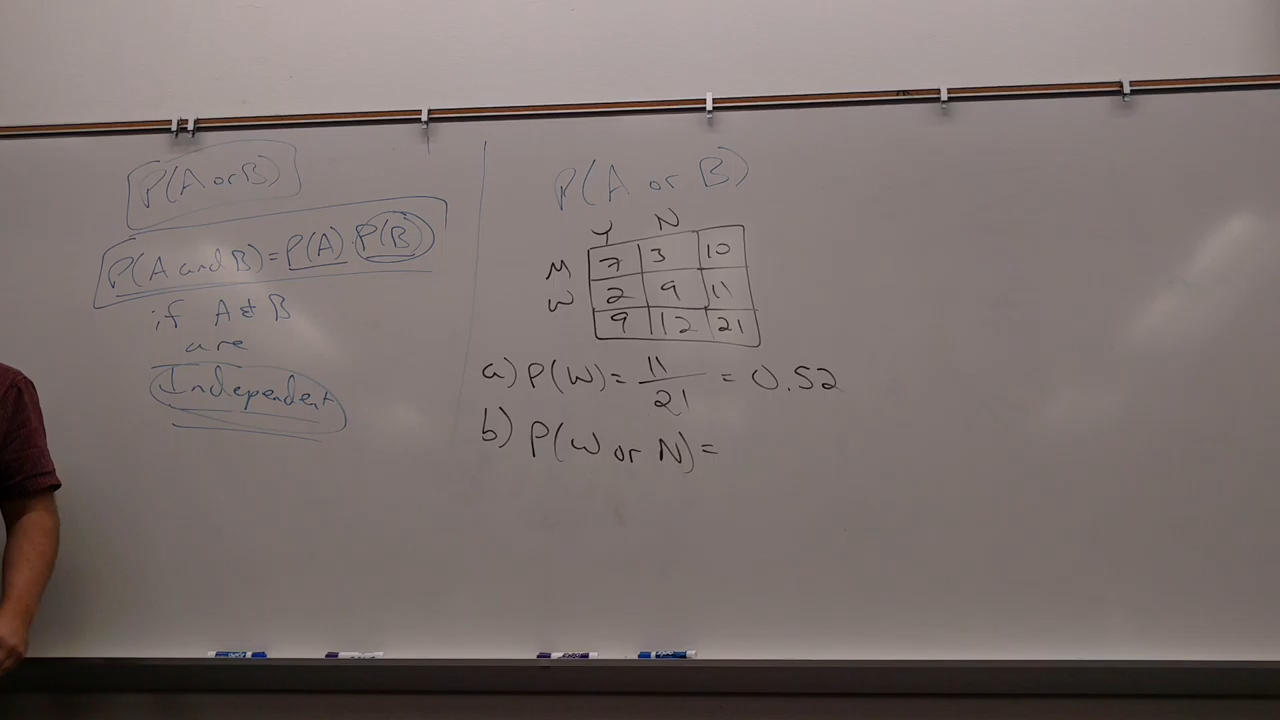 P(A or B)
P(A and B) = P(A) · P(B)
if A & B
are
Independent
P(A or B)
Y N
M 7 3 10
W 2 9 11
9 12 21
a) P(W) = 11/21 = 0.52
b) P(W or N) =